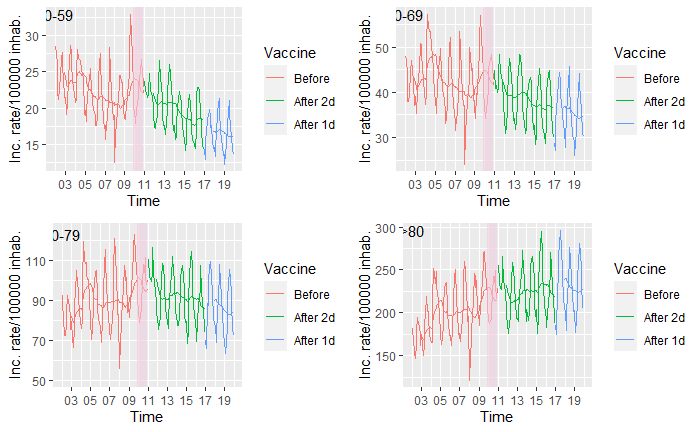 0-59
Inc. rate/100000 inhab.
30
25
20
15
03 05 07 09 11 13 15 17 19
Time
Vaccine
Before
After 2d
After 1d
0-69
Inc. rate/100000 inhab.
50
40
30
03 05 07 09 11 13 15 17 19
Time
Vaccine
Before
After 2d
After 1d
0-79
Inc. rate/100000 inhab.
110
90
70
50
03 05 07 09 11 13 15 17 19
Time
Vaccine
Before
After 2d
After 1d
>80
Inc. rate/100000 inhab.
300
250
200
150
03 05 07 09 11 13 15 17 19
Time
Vaccine
Before
After 2d
After 1d